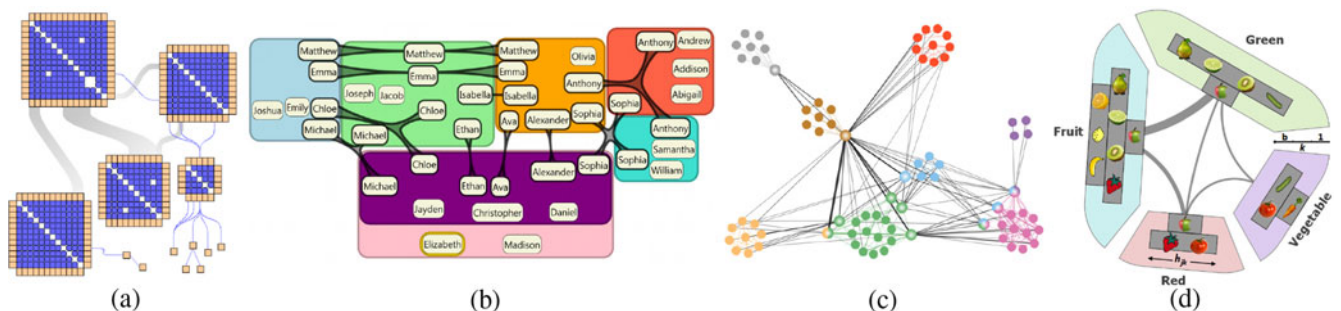 Matthew
Matthew
Matthew
Anthony
Andrew
Emma
Emma
Emma
Olivia
Addison
Anthony
Joseph
Jacob
Isabella
Isabella
Abigail
Joshua
Emily
Chloe
Chloe
Sophia
Sophia
Michael
Michael
Ethan
Ava
Alexander
Anthony
Chloe
Sophia
Sophia
Samantha
William
Michael
Ethan
Ava
Alexander
Jayden
Christopher
Daniel
Elizabeth
Madison
Green
Fruit
b 1
k
Vegetable
h jk
Red
(a)
(b)
(c)
(d)